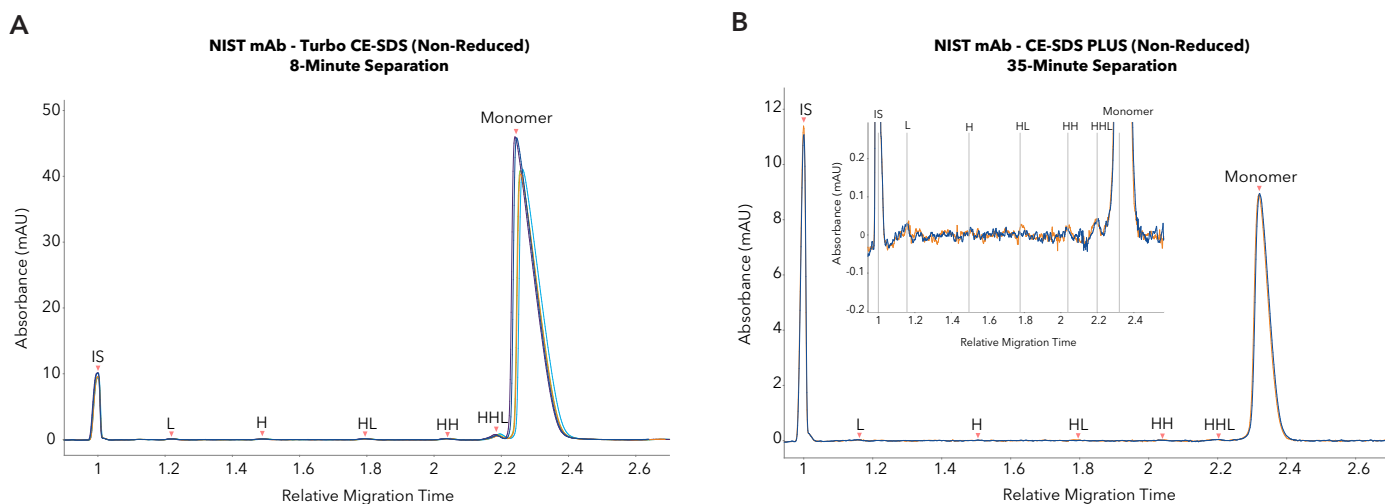 A
NIST mAb - Turbo CE-SDS (Non-Reduced)
8-Minute Separation
50
40
30
20
10
0
Absorbance (mAU)
IS
L
H
HL
HH
HHL
Monomer
1
1.2
1.4
1.6
1.8
2
2.2
2.4
2.6
Relative Migration Time
B
NIST mAb - CE-SDS PLUS (Non-Reduced)
35-Minute Separation
12
10
8
6
4
2
0
Absorbance (mAU)
IS
L
H
HL
HH
HHL
Monomer
1
1.2
1.4
1.6
1.8
2
2.2
2.4
2.6
Relative Migration Time
IS
L
H
HL
HH
HHL
Monomer
0.2
0.1
0
-0.1
-0.2
Absorbance (mAU)
1
1.2
1.4
1.6
1.8
2
2.2
2.4
Relative Migration Time